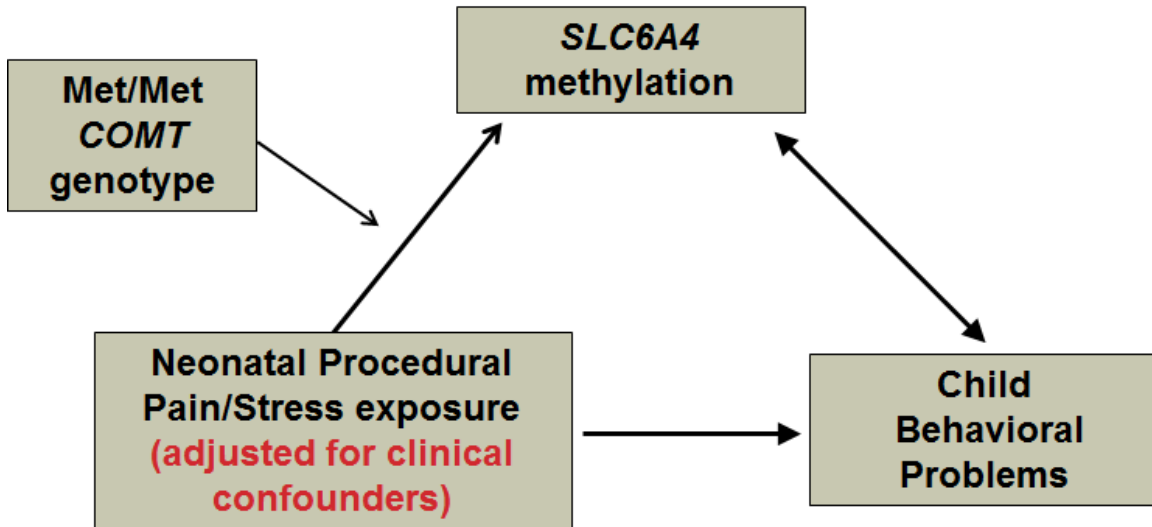 SLC6A4
methylation
Met/Met
COMT
genotype
Neonatal Procedural
Pain/Stress exposure
(adjusted for clinical
confounders)
Child
Behavioral
Problems